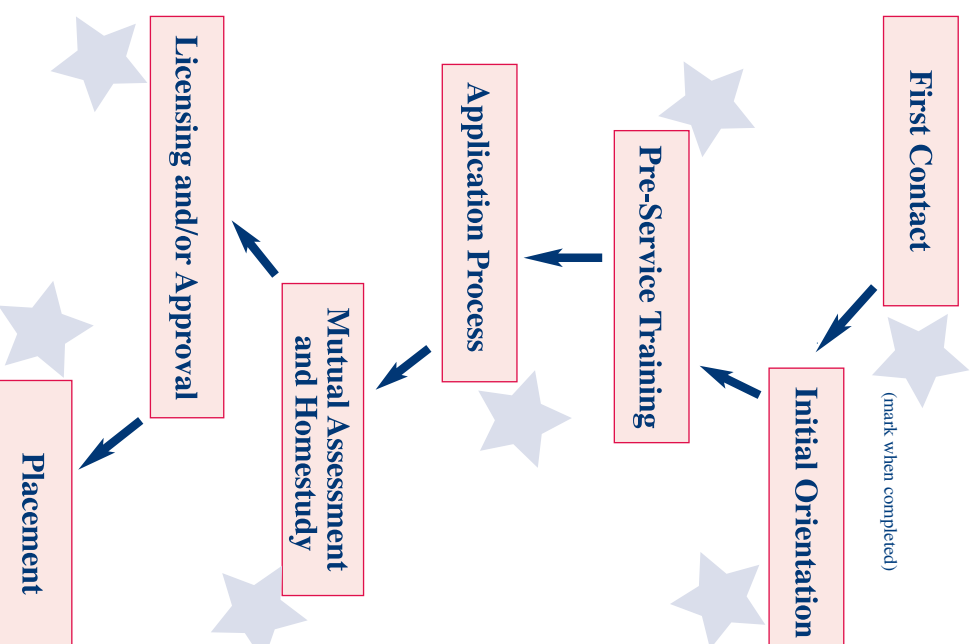 First Contact
(mark when completed)
Initial Orientation
Pre-Service Training
Application Process
Mutual Assessment
and Homestudy
Licensing and/or Approval
Placement